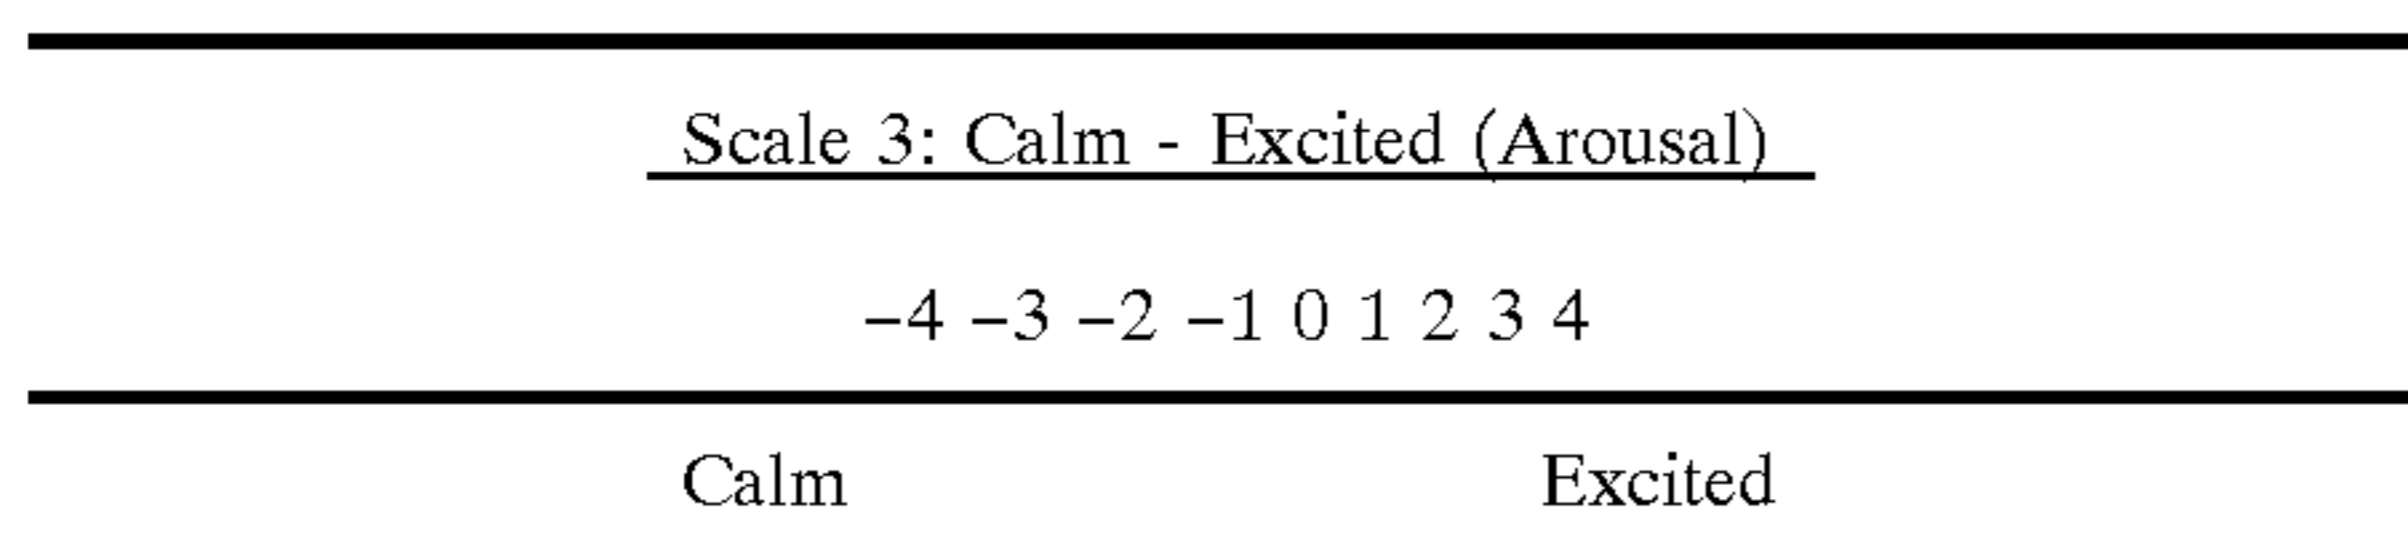 Scale 3: Calm - Excited (Arousal)
–4 –3 –2 –1 0 1 2 3 4
Calm Excited